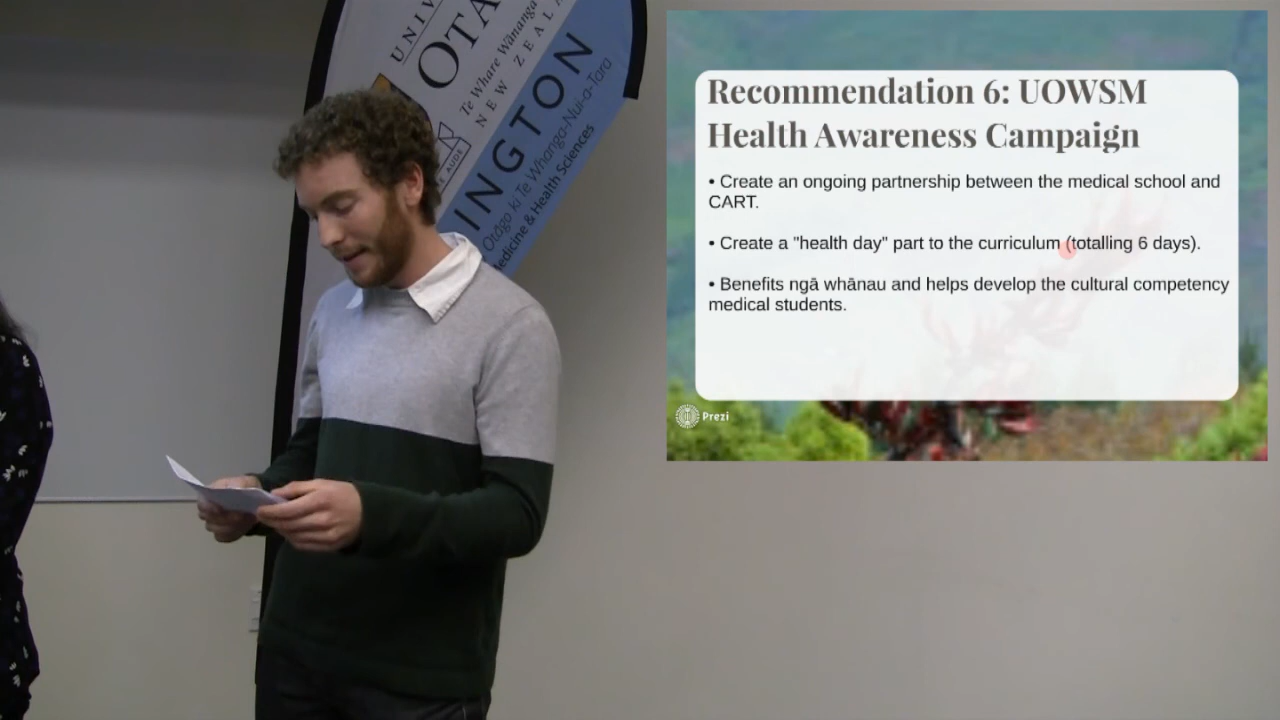 UNIV
OTA
Te Whare Wānanga
NEW ZEAL
INGTON
Otāgo ki Te Whanga-Nui-a-Tara
edicine & Health Sciences
E AUDE
Recommendation 6: UOWSM
Health Awareness Campaign
• Create an ongoing partnership between the medical school and
CART.
• Create a "health day" part to the curriculum (totalling 6 days).
• Benefits ngā whānau and helps develop the cultural competency
medical students.
Prezi